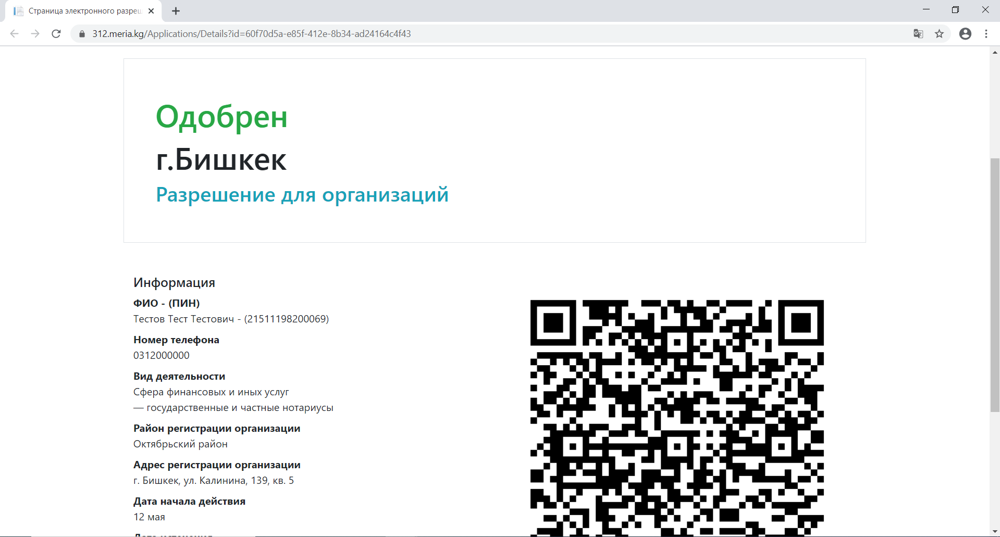 Страница электронного разреш
312.meria.kg/Applications/Details?id=60f70d5a-e85f-412e-8b34-ad24164c4f43
Одобрен
г.Бишкек
Разрешение для организаций
Информация
ФИО - (ПИН)
Тестов Тест Тестович - (21511198200069)
Номер телефона
0312000000
Вид деятельности
Сфера финансовых и иных услуг
— государственные и частные нотариусы
Район регистрации организации
Октябрьский район
Адрес регистрации организации
г. Бишкек, ул. Калинина, 139, кв. 5
Дата начала действия
12 мая
Дата истечения